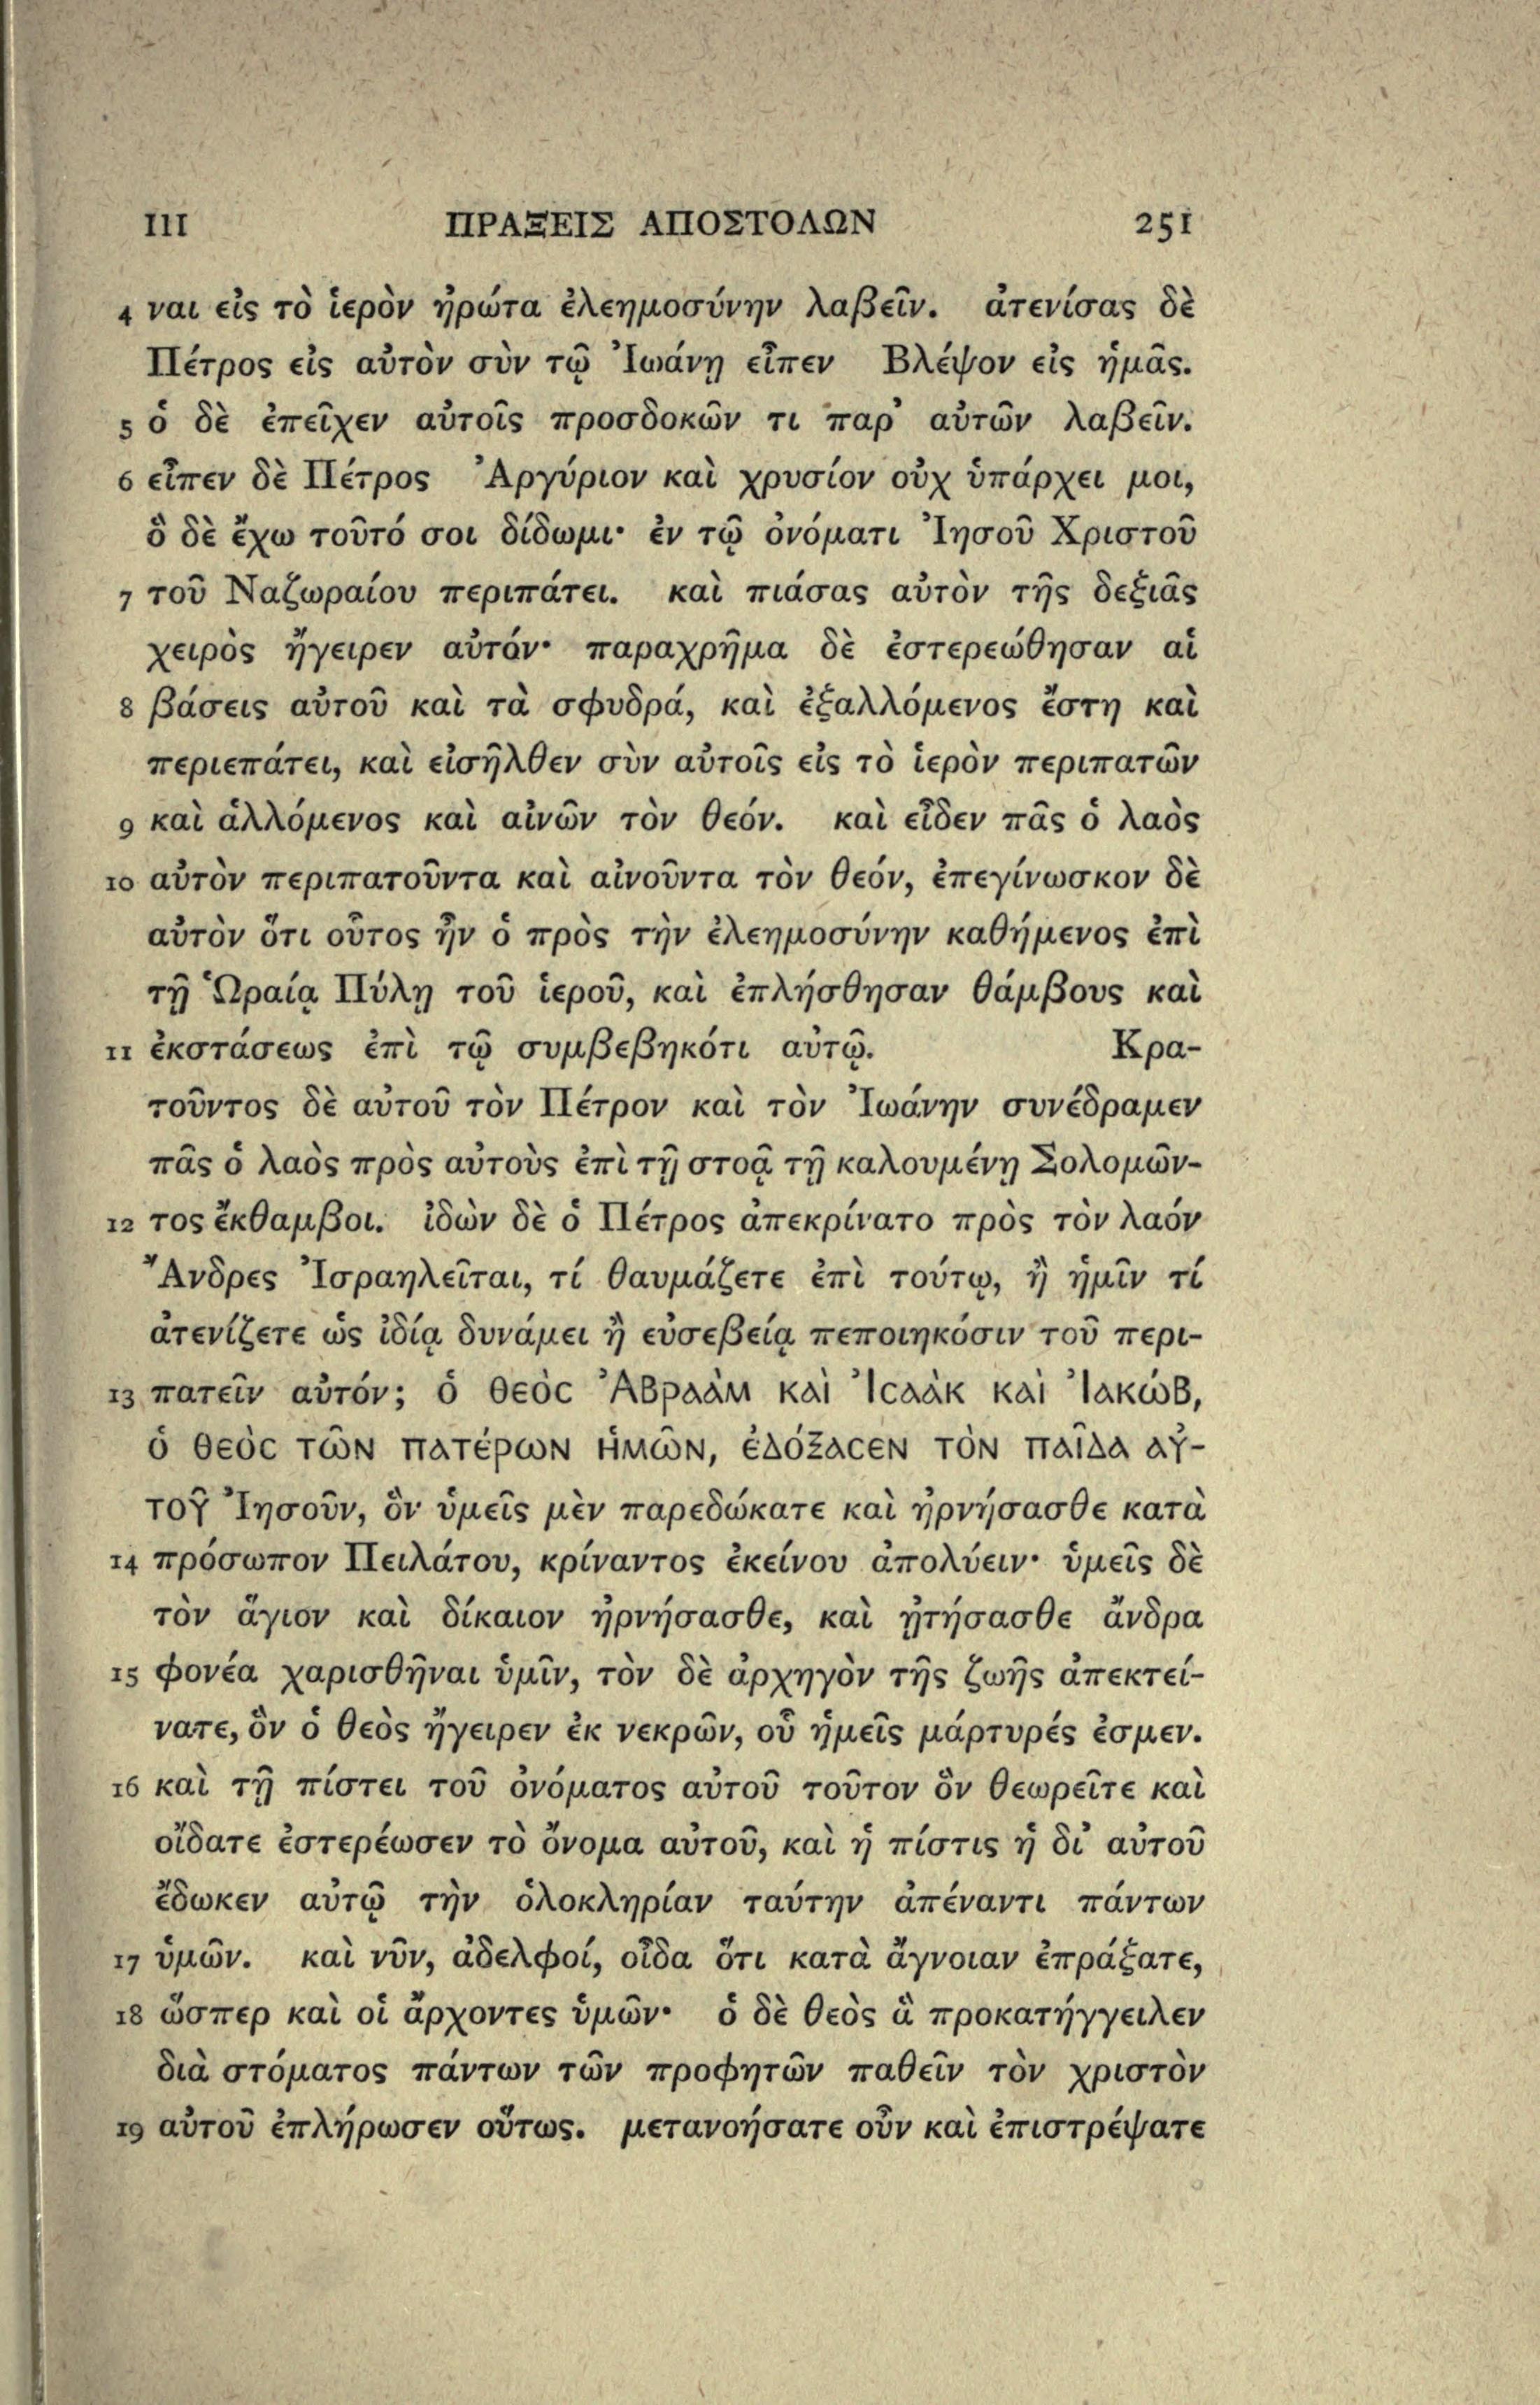 III ΠΡΑΞΕΙΣ ΑΠΟΣΤΟΛΩΝ 251
4 ναι εἰς τὸ ἱερὸν ἠρώτα ἐλεημοσύνην λαβεῖν. ἀτενίσας δὲ
Πέτρος εἰς αὐτὸν σὺν τῷ Ἰωάνῃ εἶπεν Βλέψον εἰς ἡμᾶς.
5 ὁ δὲ ἐπεῖχεν αὐτοῖς προσδοκῶν τι παρ' αὐτῶν λαβεῖν.
6 εἶπεν δὲ Πέτρος Ἀργύριον καὶ χρυσίον οὐχ ὑπάρχει μοι,
ὃ δὲ ἔχω τοῦτό σοι δίδωμι· ἐν τῷ ὀνόματι Ἰησοῦ Χριστοῦ
7 τοῦ Ναζωραίου περιπάτει. καὶ πιάσας αὐτὸν τῆς δεξιᾶς
χειρὸς ἤγειρεν αὐτόν· παραχρῆμα δὲ ἐστερεώθησαν αἱ
8 βάσεις αὐτοῦ καὶ τὰ σφυδρά, καὶ ἐξαλλόμενος ἔστη καὶ
περιεπάτει, καὶ εἰσῆλθεν σὺν αὐτοῖς εἰς τὸ ἱερὸν περιπατῶν
9 καὶ ἁλλόμενος καὶ αἰνῶν τὸν θεόν. καὶ εἶδεν πᾶς ὁ λαὸς
10 αὐτὸν περιπατοῦντα καὶ αἰνοῦντα τὸν θεόν, ἐπεγίνωσκον δὲ
αὐτὸν ὅτι οὗτος ἦν ὁ πρὸς τὴν ἐλεημοσύνην καθήμενος ἐπὶ
τῇ Ὡραίᾳ Πύλῃ τοῦ ἱεροῦ, καὶ ἐπλήσθησαν θάμβους καὶ
11 ἐκστάσεως ἐπὶ τῷ συμβεβηκότι αὐτῷ. Κρα-
τοῦντος δὲ αὐτοῦ τὸν Πέτρον καὶ τὸν Ἰωάνην συνέδραμεν
πᾶς ὁ λαὸς πρὸς αὐτοὺς ἐπὶ τῇ στοᾷ τῇ καλουμένῃ Σολομῶν-
12 τος ἔκθαμβοι. ἰδὼν δὲ ὁ Πέτρος ἀπεκρίνατο πρὸς τὸν λαόν
Ἄνδρες Ἰσραηλεῖται, τί θαυμάζετε ἐπὶ τούτῳ, ἢ ἡμῖν τί
ἀτενίζετε ὡς ἰδίᾳ δυνάμει ἢ εὐσεβείᾳ πεποιηκόσιν τοῦ περι-
13 πατεῖν αὐτόν; ὁ θεὸς Ἀβραὰμ καὶ Ἰσαὰκ καὶ Ἰακώβ,
ὁ θεὸς τῶν πατέρων ἡμῶν, ἐδόξασεν τὸν παῖδα αὐ-
τοῦ Ἰησοῦν, ὃν ὑμεῖς μὲν παρεδώκατε καὶ ἠρνήσασθε κατὰ
14 πρόσωπον Πειλάτου, κρίναντος ἐκείνου ἀπολύειν· ὑμεῖς δὲ
τὸν ἅγιον καὶ δίκαιον ἠρνήσασθε, καὶ ᾐτήσασθε ἄνδρα
15 φονέα χαρισθῆναι ὑμῖν, τὸν δὲ ἀρχηγὸν τῆς ζωῆς ἀπεκτεί-
νατε, ὃν ὁ θεὸς ἤγειρεν ἐκ νεκρῶν, οὗ ἡμεῖς μάρτυρές ἐσμεν.
16 καὶ τῇ πίστει τοῦ ὀνόματος αὐτοῦ τοῦτον ὃν θεωρεῖτε καὶ
οἴδατε ἐστερέωσεν τὸ ὄνομα αὐτοῦ, καὶ ἡ πίστις ἡ δι' αὐτοῦ
ἔδωκεν αὐτῷ τὴν ὁλοκληρίαν ταύτην ἀπέναντι πάντων
17 ὑμῶν. καὶ νῦν, ἀδελφοί, οἶδα ὅτι κατὰ ἄγνοιαν ἐπράξατε,
18 ὥσπερ καὶ οἱ ἄρχοντες ὑμῶν· ὁ δὲ θεὸς ἃ προκατήγγειλεν
διὰ στόματος πάντων τῶν προφητῶν παθεῖν τὸν χριστὸν
19 αὐτοῦ ἐπλήρωσεν οὕτως. μετανοήσατε οὖν καὶ ἐπιστρέψατε